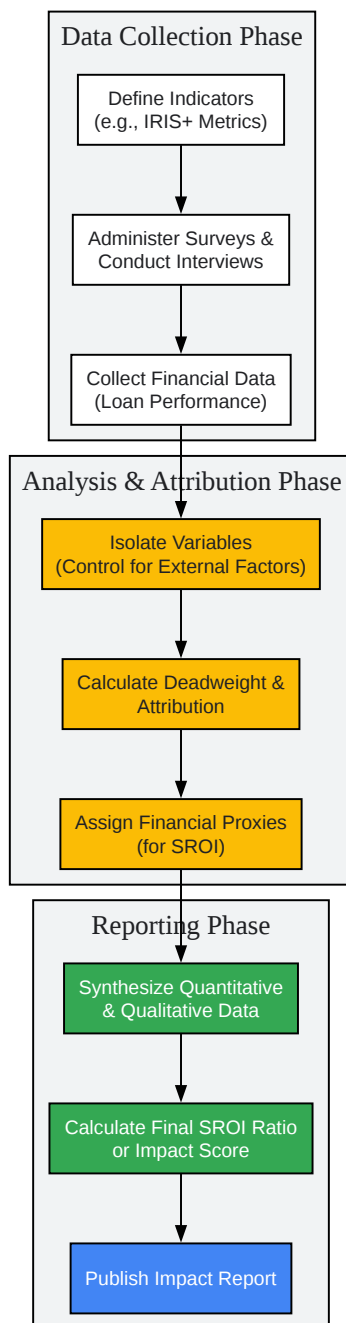 Data Collection Phase
Define Indicators
(e.g., IRIS+ Metrics)
Administer Surveys &
Conduct Interviews
Collect Financial Data
(Loan Performance)
Analysis & Attribution Phase
Isolate Variables
(Control for External Factors)
Calculate Deadweight &
Attribution
Assign Financial Proxies
(for SROI)
Reporting Phase
Synthesize Quantitative
& Qualitative Data
Calculate Final SROI Ratio
or Impact Score
Publish Impact Report